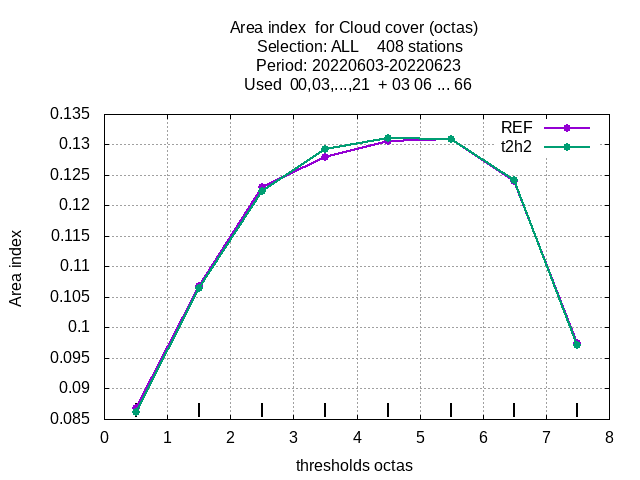 Area index  for Cloud cover (octas)
Selection: ALL    408 stations
Period: 20220603-20220623
Used  00,03,...,21  + 03 06 ... 66
REF
t2h2
0.135
0.13
0.125
0.12
0.115
0.11
0.105
0.1
0.095
0.09
0.085
Area index
0 1 2 3 4 5 6 7 8
thresholds octas